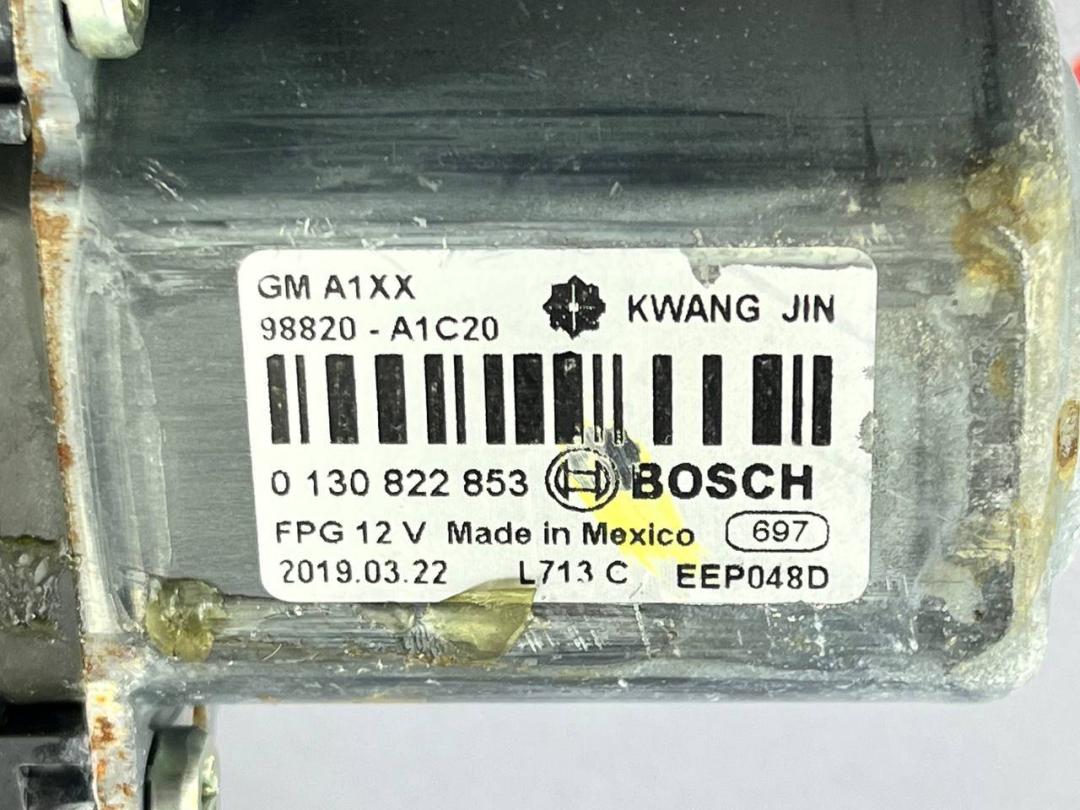 GM A1XX
98820 - A1C20
KWANG JIN
0 130 822 853 BOSCH
FPG 12 V Made in Mexico 697
2019.03.22 L713 C EEP048D